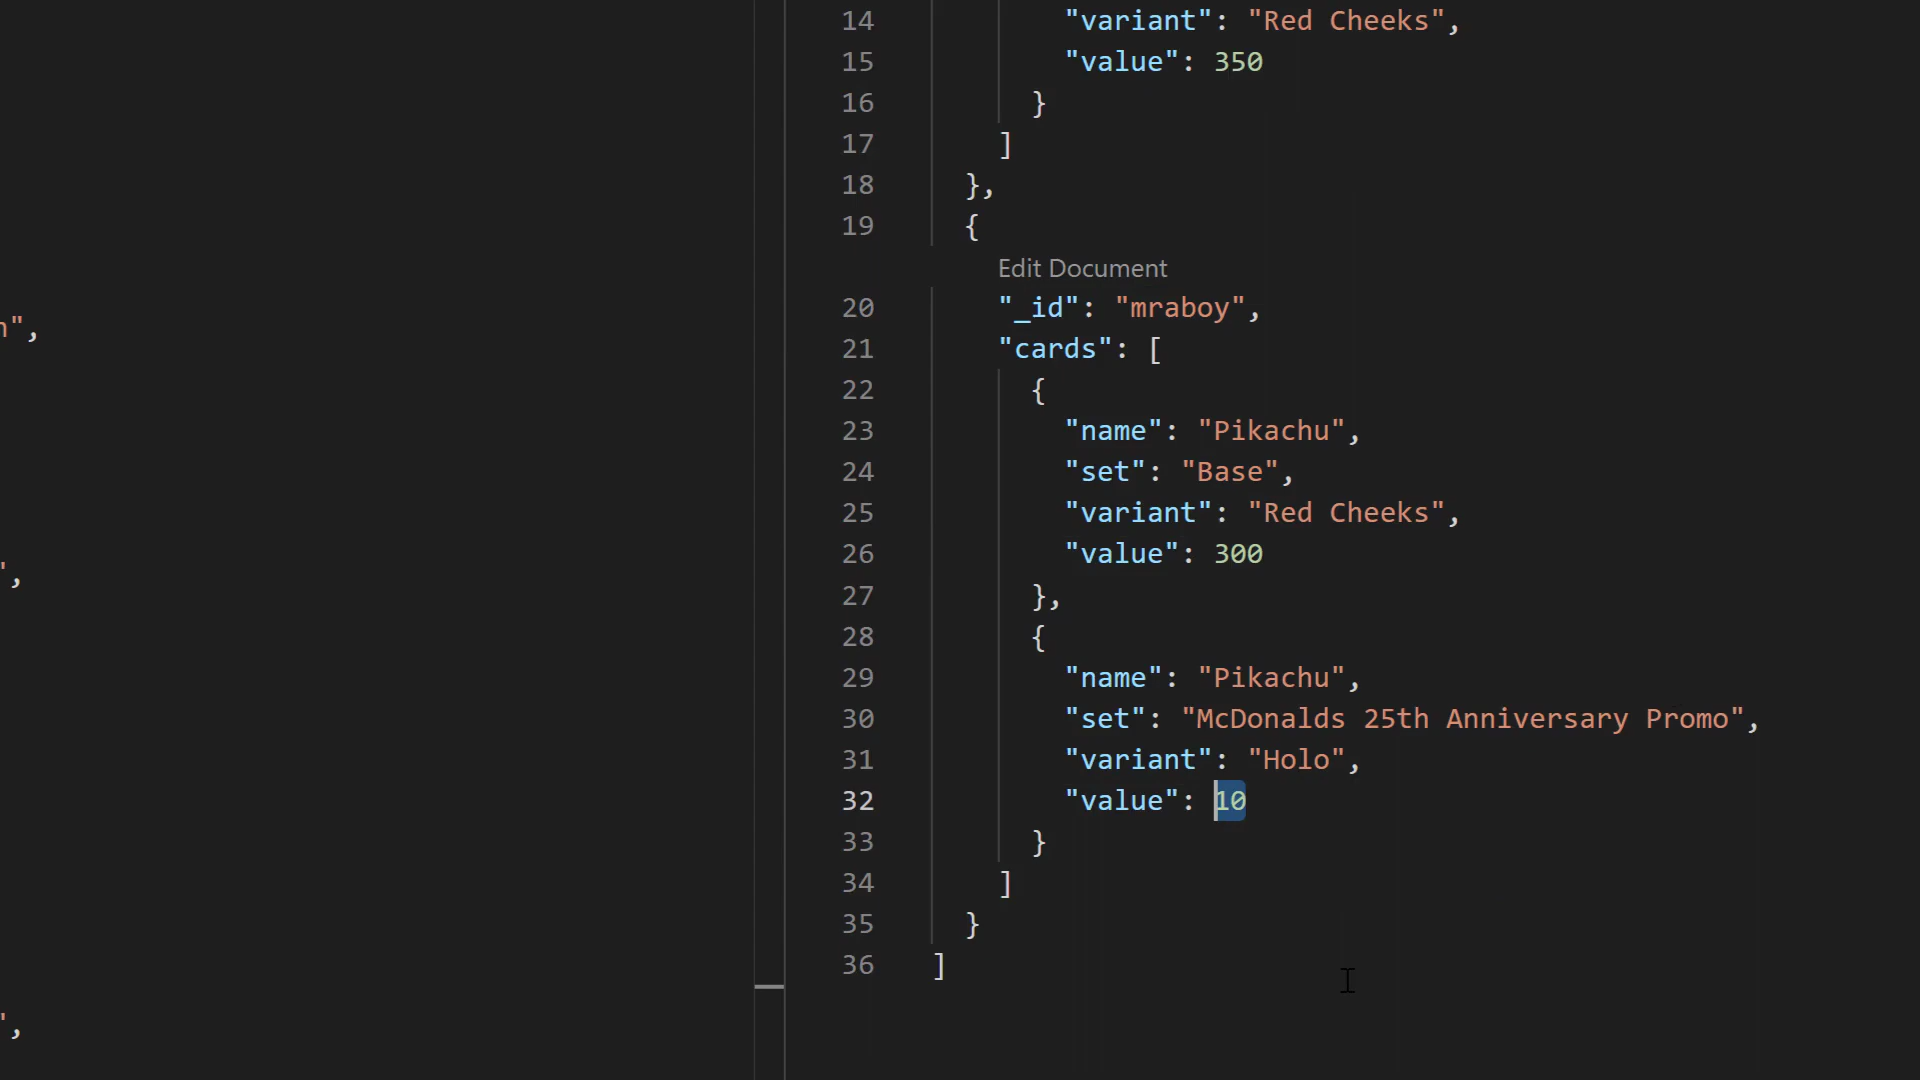 14 "variant": "Red Cheeks",
15 "value": 350
16 }
17 ]
18 },
19 {
Edit Document
20 "_id": "mraboy",
21 "cards": [
22 {
23 "name": "Pikachu",
24 "set": "Base",
25 "variant": "Red Cheeks",
26 "value": 300
27 },
28 {
29 "name": "Pikachu",
30 "set": "McDonalds 25th Anniversary Promo",
31 "variant": "Holo",
32 "value": 10
33 }
34 ]
35 }
36 ]
",
",
",